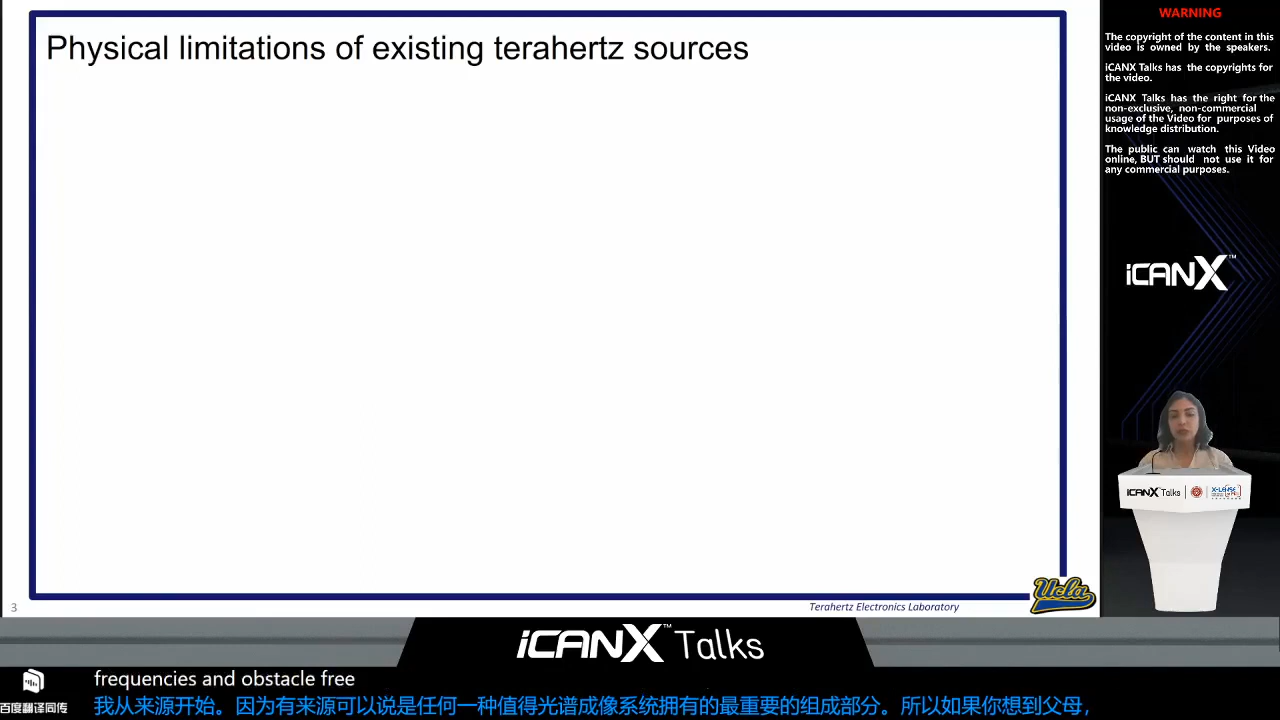 Physical limitations of existing terahertz sources
3
Terahertz Electronics Laboratory
Ucla
WARNING
The copyright of the content in this
video is owned by the speakers.
iCANX Talks has the copyrights for
the video.
iCANX Talks has the right for the
non-exclusive, non-commercial
usage of the Video for purposes of
knowledge distribution.
The public can watch this Video
online, BUT should not use it for
any commercial purposes.
iCANX™
iCANX Talks
iCANX™ Talks
frequencies and obstacle free
百度翻译同传
我从来源开始。因为有来源可以说是任何一种值得光谱成像系统拥有的最重要的组成部分。所以如果你想到父母,